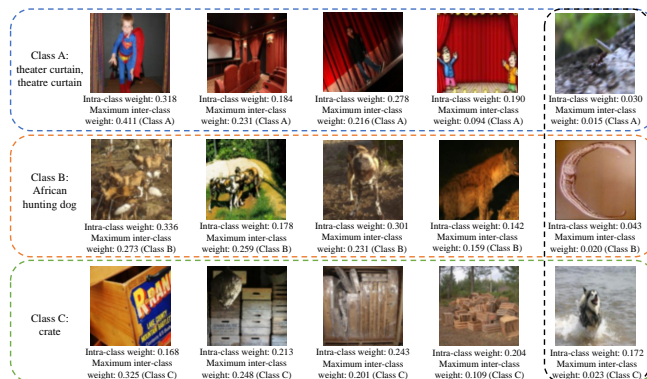 Class A:
theater curtain,
theatre curtain
Intra-class weight: 0.318
Maximum inter-class
weight: 0.411 (Class A)
Intra-class weight: 0.184
Maximum inter-class
weight: 0.231 (Class A)
Intra-class weight: 0.278
Maximum inter-class
weight: 0.216 (Class A)
Intra-class weight: 0.190
Maximum inter-class
weight: 0.094 (Class A)
Intra-class weight: 0.030
Maximum inter-class
weight: 0.015 (Class A)
Class B:
African
hunting dog
Intra-class weight: 0.336
Maximum inter-class
weight: 0.273 (Class B)
Intra-class weight: 0.178
Maximum inter-class
weight: 0.259 (Class B)
Intra-class weight: 0.301
Maximum inter-class
weight: 0.231 (Class B)
Intra-class weight: 0.142
Maximum inter-class
weight: 0.159 (Class B)
Intra-class weight: 0.043
Maximum inter-class
weight: 0.020 (Class B)
Class C:
crate
R-RAN
Intra-class weight: 0.168
Maximum inter-class
weight: 0.325 (Class C)
Intra-class weight: 0.213
Maximum inter-class
weight: 0.248 (Class C)
Intra-class weight: 0.243
Maximum inter-class
weight: 0.201 (Class C)
Intra-class weight: 0.204
Maximum inter-class
weight: 0.109 (Class C)
Intra-class weight: 0.172
Maximum inter-class
weight: 0.023 (Class C)